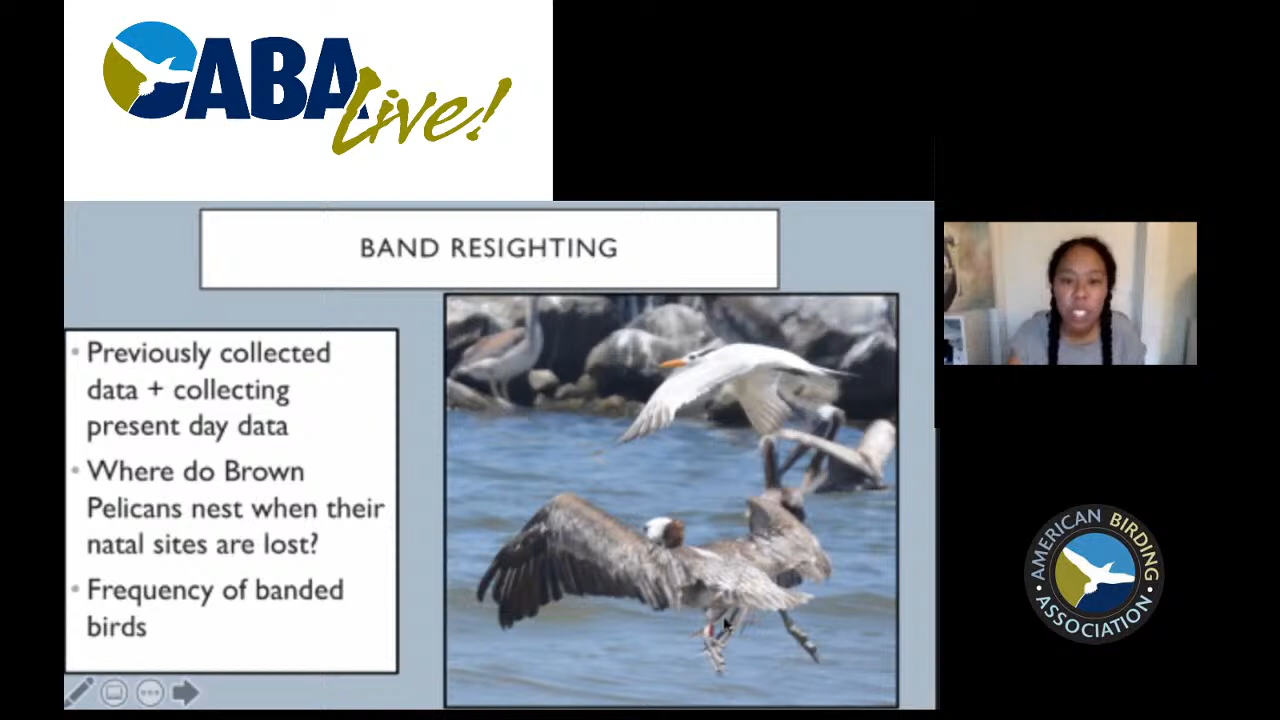 ABA
Live!
BAND RESIGHTING
• Previously collected
data + collecting
present day data
• Where do Brown
Pelicans nest when their
natal sites are lost?
• Frequency of banded
birds
AMERICAN BIRDING
• ASSOCIATION •